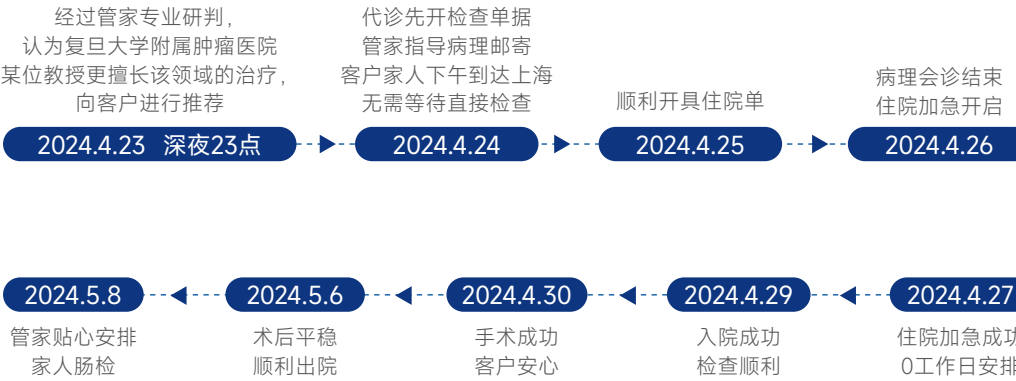 经过管家专业研判，
认为复旦大学附属肿瘤医院
某位教授更擅长该领域的治疗，
向客户进行推荐
2024.4.23 深夜23点
代诊先开检查单据
管家指导病理邮寄
客户家人下午到达上海
无需等待直接检查
2024.4.24
顺利开具住院单
2024.4.25
病理会诊结束
住院加急开启
2024.4.26
2024.4.27
住院加急成功
0工作日安排
2024.4.29
入院成功
检查顺利
2024.4.30
手术成功
客户安心
2024.5.6
术后平稳
顺利出院
2024.5.8
管家贴心安排
家人肠检